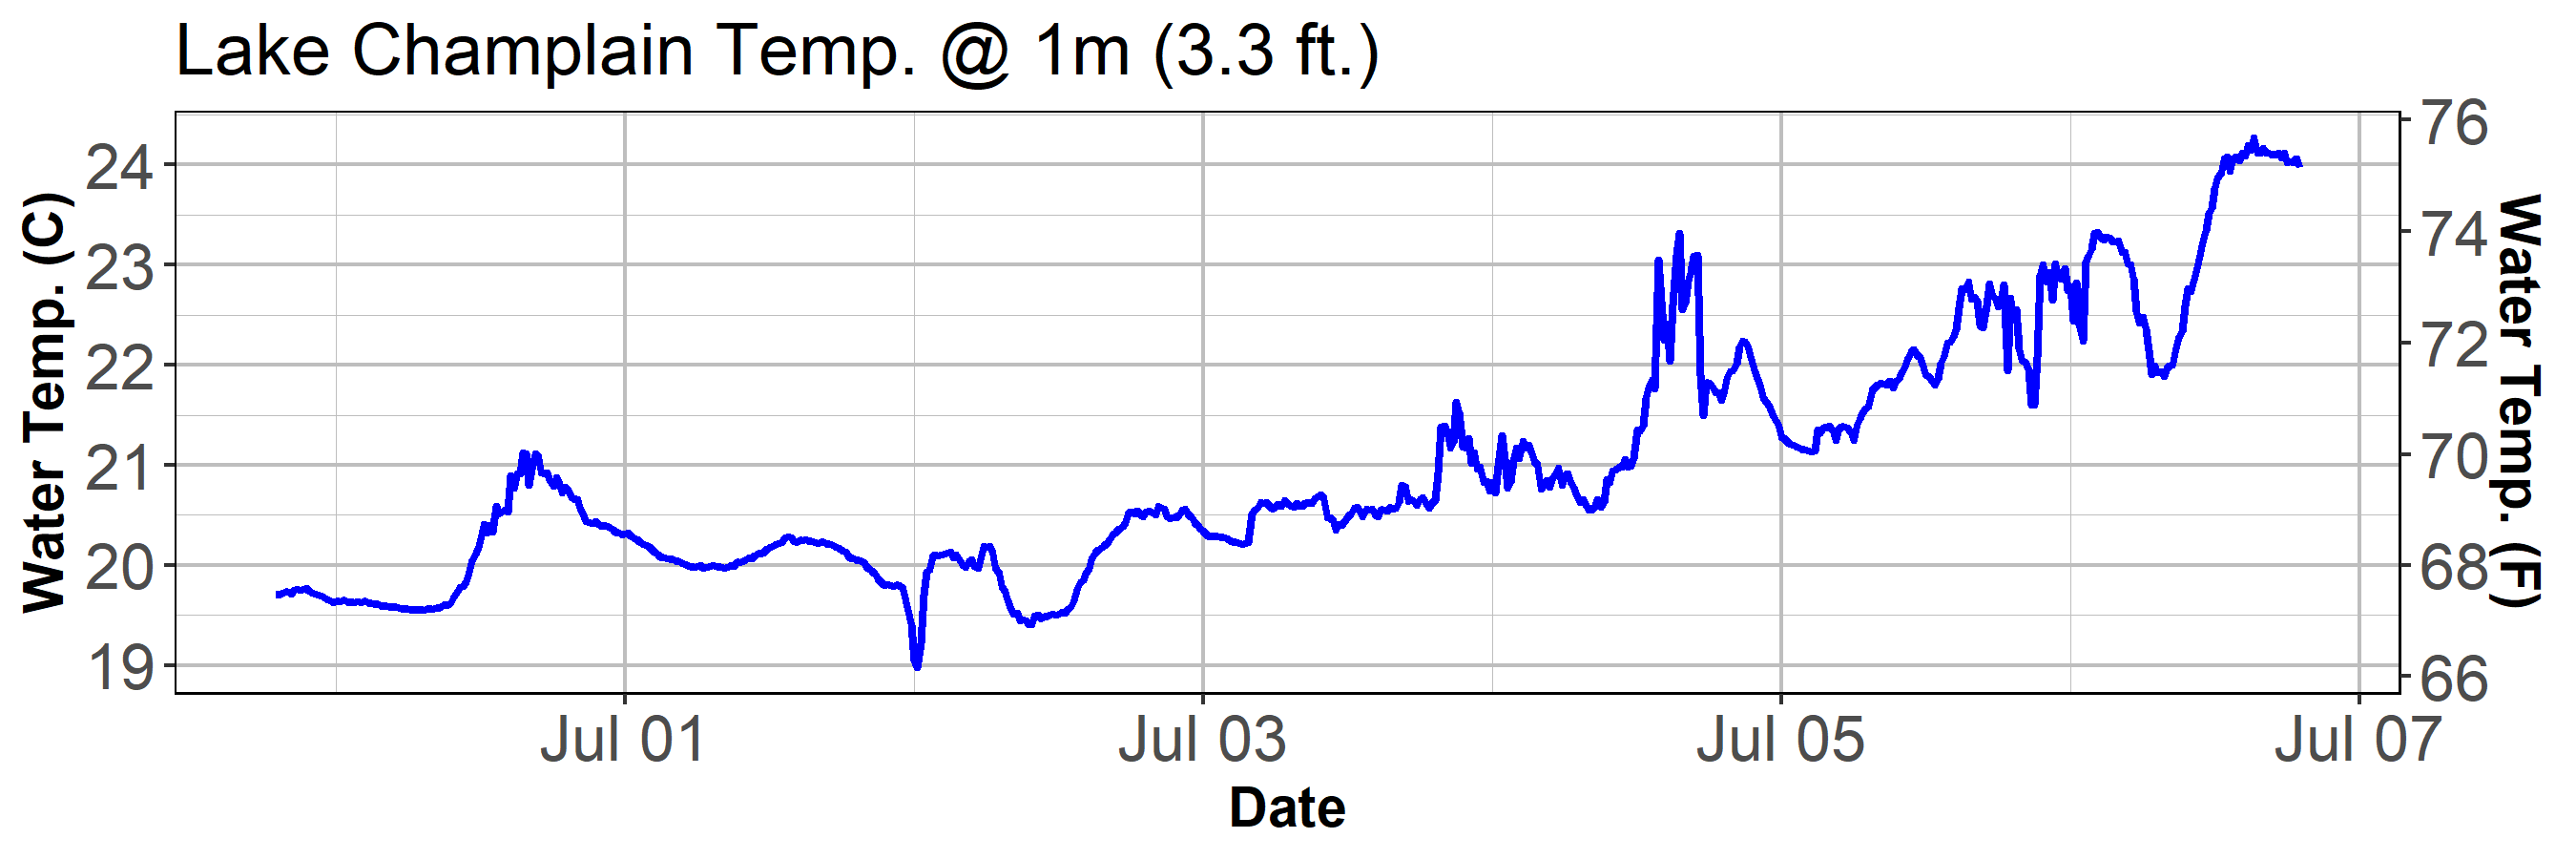 Lake Champlain Temp. @ 1m (3.3 ft.)
Water Temp. (C)
24
23
22
21
20
19
76
74
72
70
68
66
Water Temp. (F)
Jul 01 Jul 03 Jul 05 Jul 07
Date